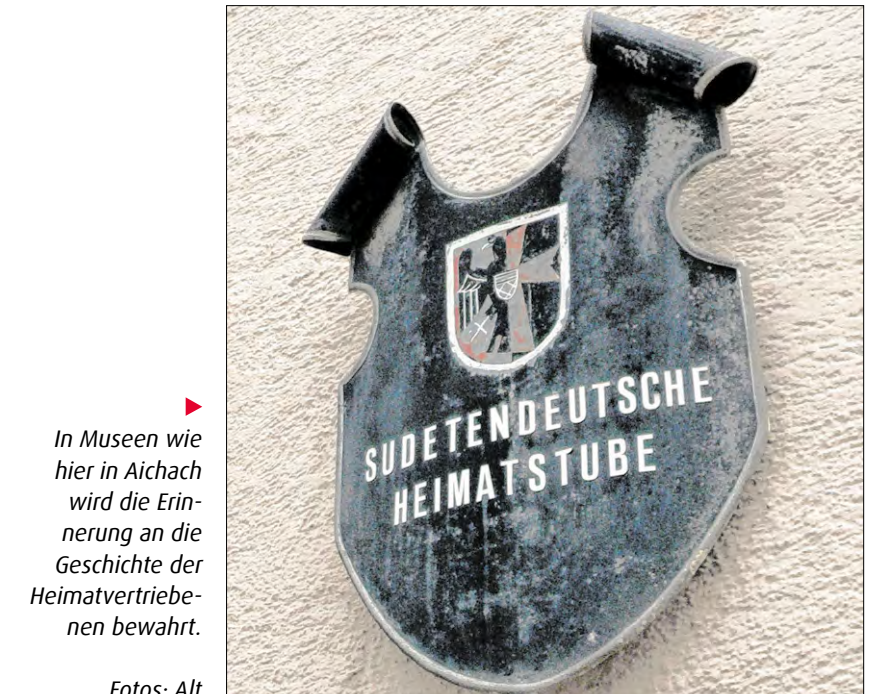 In Museen wie
hier in Aichach
wird die Erin-
nerung an die
Geschichte der
Heimatvertriebe-
nen bewahrt.
Fotos: Alt
SUDETENDEUTSCHE
HEIMATSTUBE